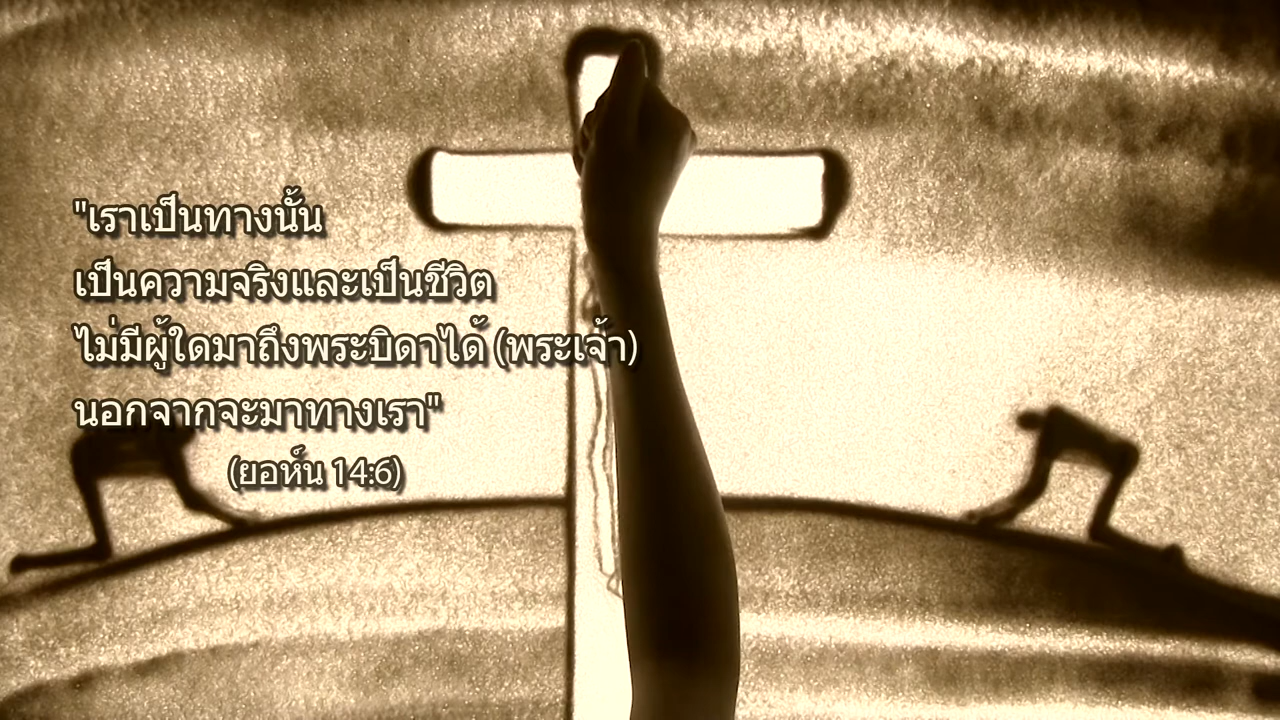 "เราเป็นทางนั้น
เป็นความจริงและเป็นชีวิต
ไม่มีผู้ใดมาถึงพระบิดาได้ (พระเจ้า)
นอกจากจะมาทางเรา"
(ยอห์น 14:6)